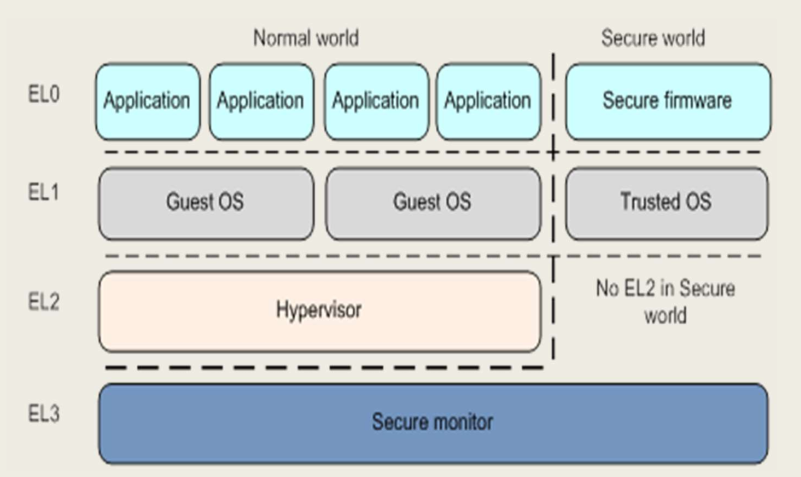 Normal world
Secure world
EL0
Application
Application
Application
Application
Secure firmware
EL1
Guest OS
Guest OS
Trusted OS
EL2
Hypervisor
No EL2 in Secure
world
EL3
Secure monitor